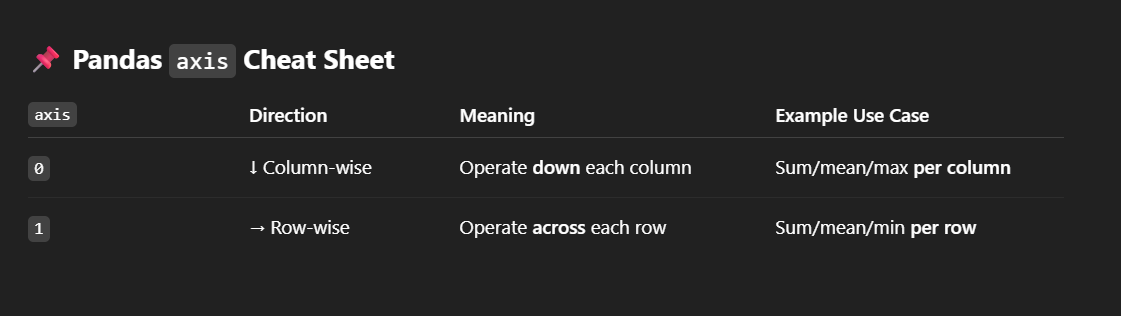 📌 Pandas axis Cheat Sheet
axis Direction Meaning Example Use Case
0 ↓ Column-wise Operate down each column Sum/mean/max per column
1 → Row-wise Operate across each row Sum/mean/min per row